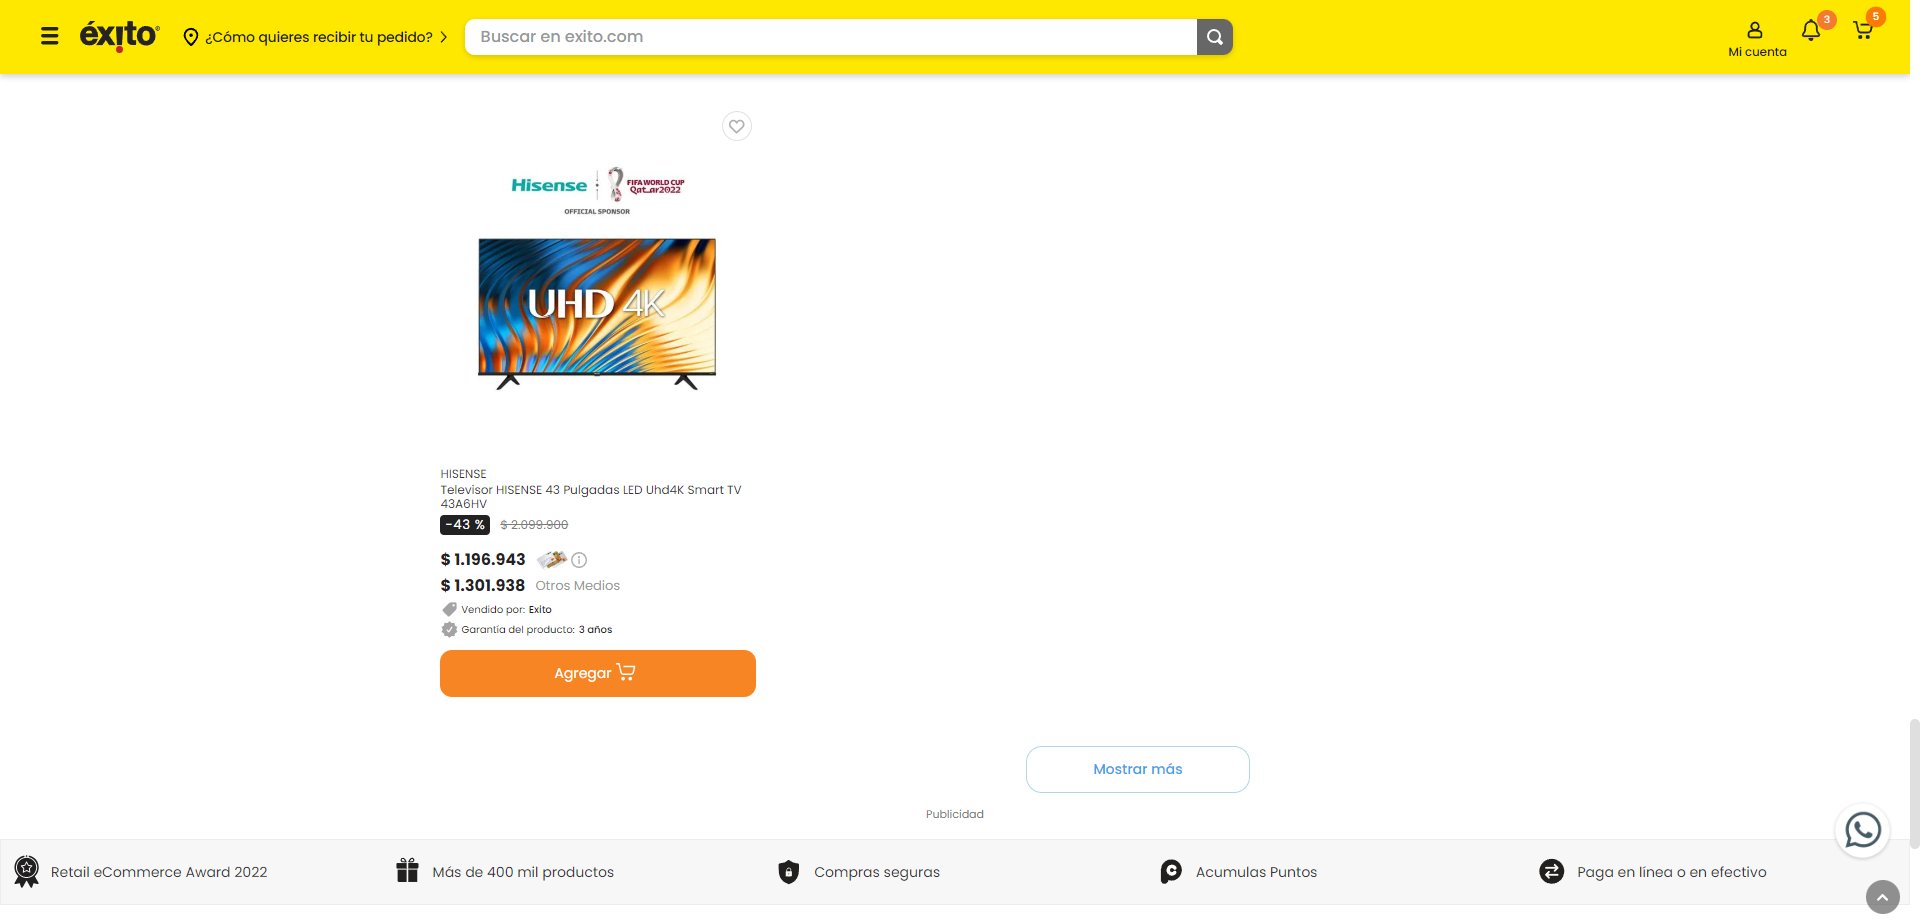 éxito
¿Cómo quieres recibir tu pedido?
Buscar en exito.com
Mi cuenta
3
5
Hisense
FIFA WORLD CUP
Qatar2022
OFFICIAL SPONSOR
UHD 4K
HISENSE
Televisor HISENSE 43 Pulgadas LED Uhd4K Smart TV
43A6HV
-43 %
$ 2.099.900
$ 1.196.943
$ 1.301.938
Otros Medios
Vendido por: Exito
Garantía del producto: 3 años
Agregar
Mostrar más
Publicidad
Retail eCommerce Award 2022
Más de 400 mil productos
Compras seguras
Acumulas Puntos
Paga en línea o en efectivo